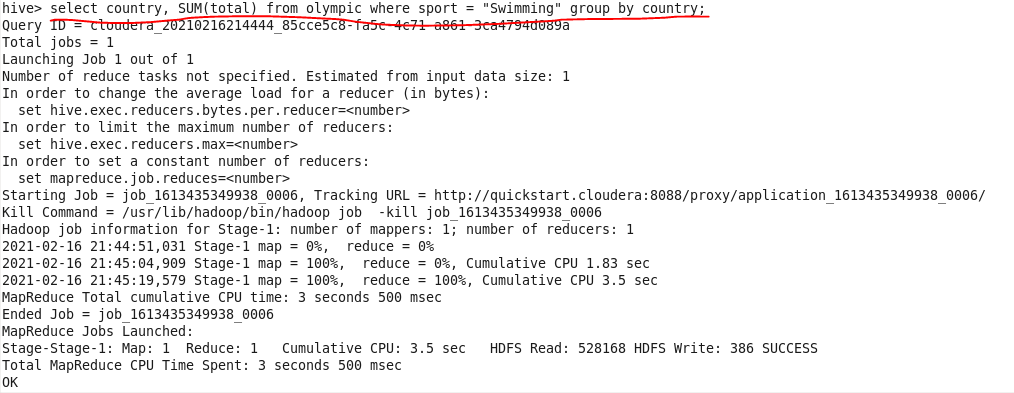 hive> select country, SUM(total) from olympic where sport = "Swimming" group by country;
Query ID = cloudera_20210216214444_85cce5c8-fa5c-4c71-a861-3ca4794d089a
Total jobs = 1
Launching Job 1 out of 1
Number of reduce tasks not specified. Estimated from input data size: 1
In order to change the average load for a reducer (in bytes):
  set hive.exec.reducers.bytes.per.reducer=<number>
In order to limit the maximum number of reducers:
  set hive.exec.reducers.max=<number>
In order to set a constant number of reducers:
  set mapreduce.job.reduces=<number>
Starting Job = job_1613435349938_0006, Tracking URL = http://quickstart.cloudera:8088/proxy/application_1613435349938_0006/
Kill Command = /usr/lib/hadoop/bin/hadoop job  -kill job_1613435349938_0006
Hadoop job information for Stage-1: number of mappers: 1; number of reducers: 1
2021-02-16 21:44:51,031 Stage-1 map = 0%,  reduce = 0%
2021-02-16 21:45:04,909 Stage-1 map = 100%,  reduce = 0%, Cumulative CPU 1.83 sec
2021-02-16 21:45:19,579 Stage-1 map = 100%,  reduce = 100%, Cumulative CPU 3.5 sec
MapReduce Total cumulative CPU time: 3 seconds 500 msec
Ended Job = job_1613435349938_0006
MapReduce Jobs Launched:
Stage-Stage-1: Map: 1  Reduce: 1   Cumulative CPU: 3.5 sec   HDFS Read: 528168 HDFS Write: 386 SUCCESS
Total MapReduce CPU Time Spent: 3 seconds 500 msec
OK